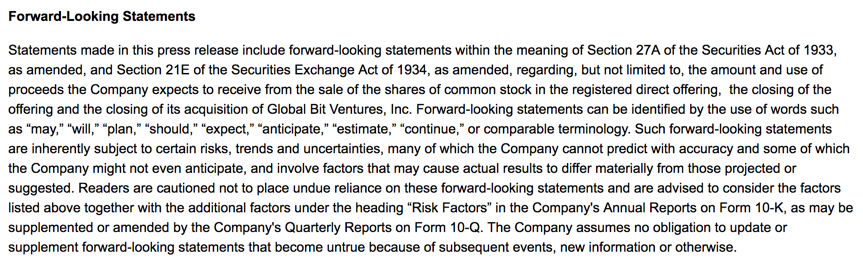 Forward-Looking Statements
Statements made in this press release include forward-looking statements within the meaning of Section 27A of the Securities Act of 1933,
as amended, and Section 21E of the Securities Exchange Act of 1934, as amended, regarding, but not limited to, the amount and use of
proceeds the Company expects to receive from the sale of the shares of common stock in the registered direct offering,  the closing of the
offering and the closing of its acquisition of Global Bit Ventures, Inc. Forward-looking statements can be identified by the use of words such
as “may,” “will,” “plan,” “should,” “expect,” “anticipate,” “estimate,” “continue,” or comparable terminology. Such forward-looking statements
are inherently subject to certain risks, trends and uncertainties, many of which the Company cannot predict with accuracy and some of which
the Company might not even anticipate, and involve factors that may cause actual results to differ materially from those projected or
suggested. Readers are cautioned not to place undue reliance on these forward-looking statements and are advised to consider the factors
listed above together with the additional factors under the heading “Risk Factors” in the Company's Annual Reports on Form 10-K, as may be
supplemented or amended by the Company's Quarterly Reports on Form 10-Q. The Company assumes no obligation to update or
supplement forward-looking statements that become untrue because of subsequent events, new information or otherwise.